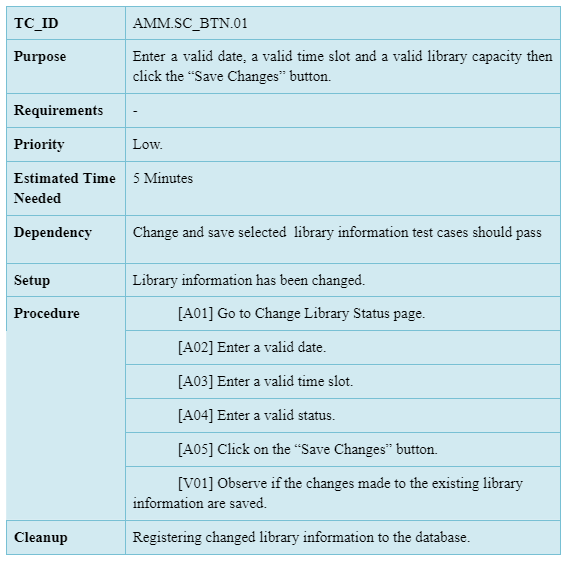 TC_ID AMM.SC_BTN.01
Purpose Enter a valid date, a valid time slot and a valid library capacity then
click the “Save Changes” button.
Requirements -
Priority Low.
Estimated Time 5 Minutes
Needed
Dependency Change and save selected library information test cases should pass
Setup Library information has been changed.
Procedure [A01] Go to Change Library Status page.
[A02] Enter a valid date.
[A03] Enter a valid time slot.
[A04] Enter a valid status.
[A05] Click on the “Save Changes” button.
[V01] Observe if the changes made to the existing library
information are saved.
Cleanup Registering changed library information to the database.